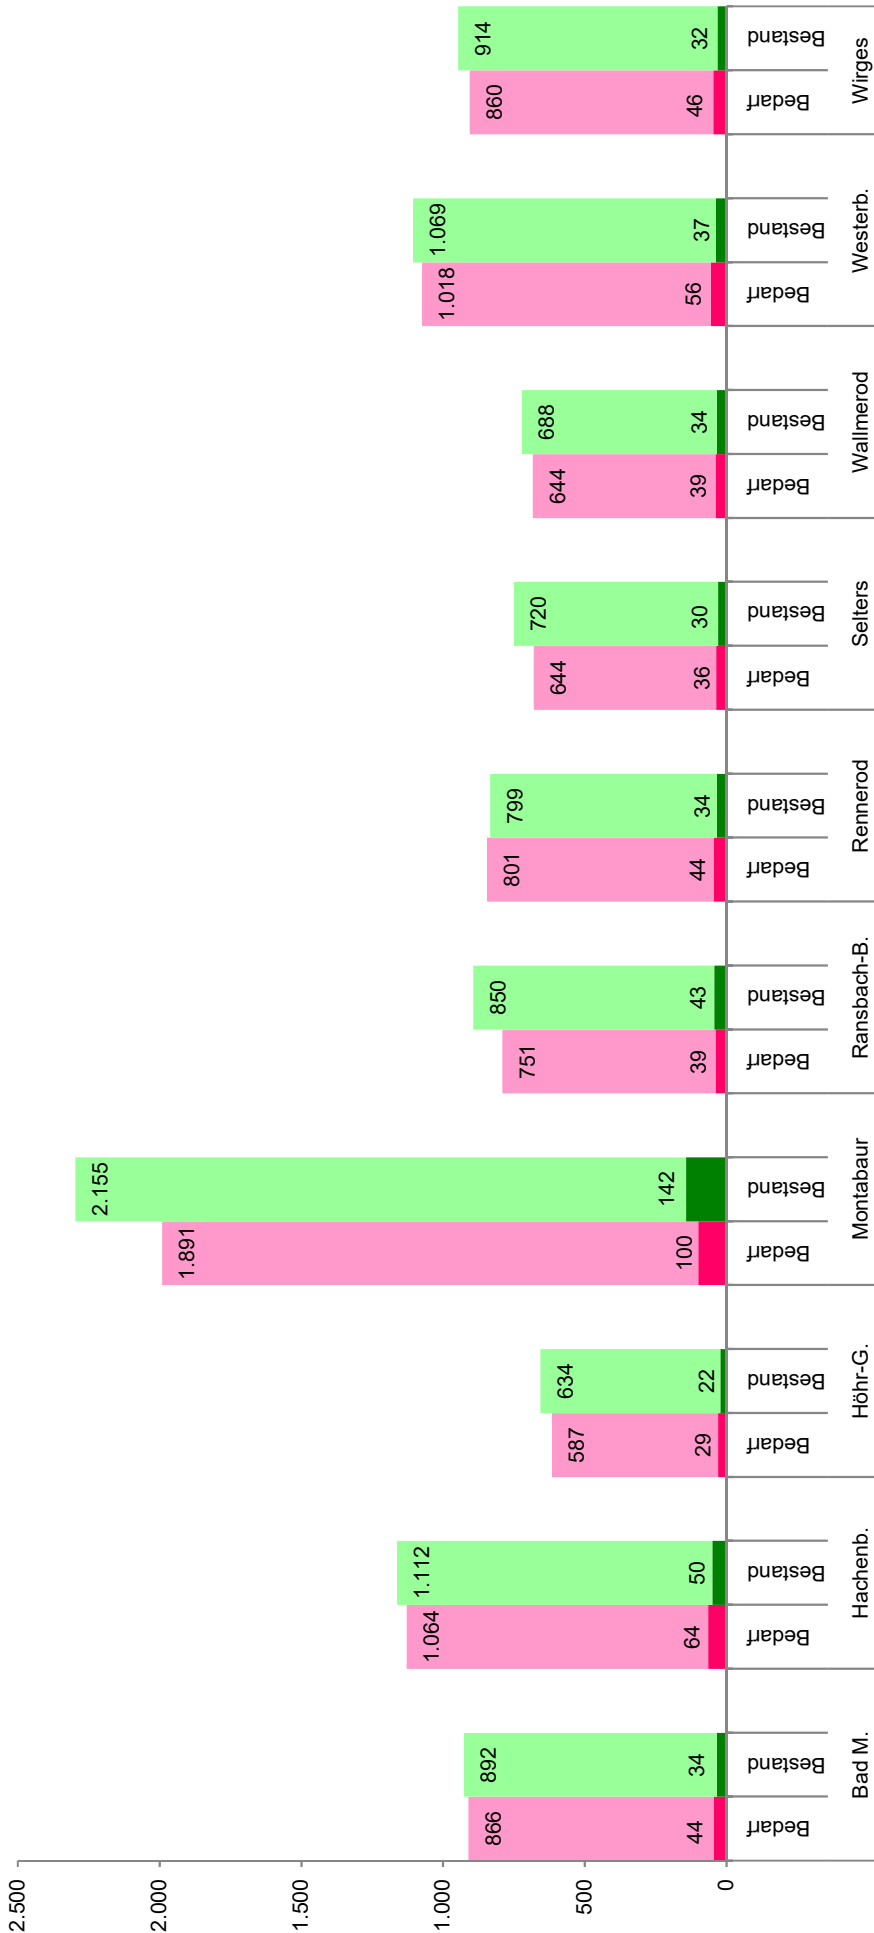 2.500
2.000
1.500
1.000
500
0
866
44
892
34
1.064
64
1.112
50
587
29
634
22
1.891
100
2.155
142
751
39
850
43
801
44
799
34
644
36
720
30
644
39
688
34
1.018
56
1.069
37
860
46
914
32
Bedarf
Bestand
Bedarf
Bestand
Bedarf
Bestand
Bedarf
Bestand
Bedarf
Bestand
Bedarf
Bestand
Bedarf
Bestand
Bedarf
Bestand
Bedarf
Bestand
Bedarf
Bestand
Bad M.
Hachenb.
Höhr-G.
Montabaur
Ransbach-B.
Rennerod
Selters
Wallmerod
Westerb.
Wirges